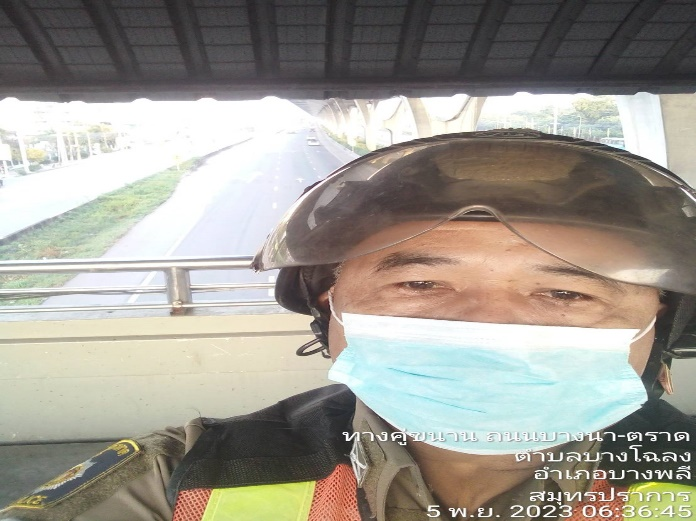 ทางคู่ขนาน ถนนบางนา-ตราด
ตำบลบางโฉลง
อำเภอบางพลี
สมุทรปราการ
5 พ.ย. 2023 06:36:45